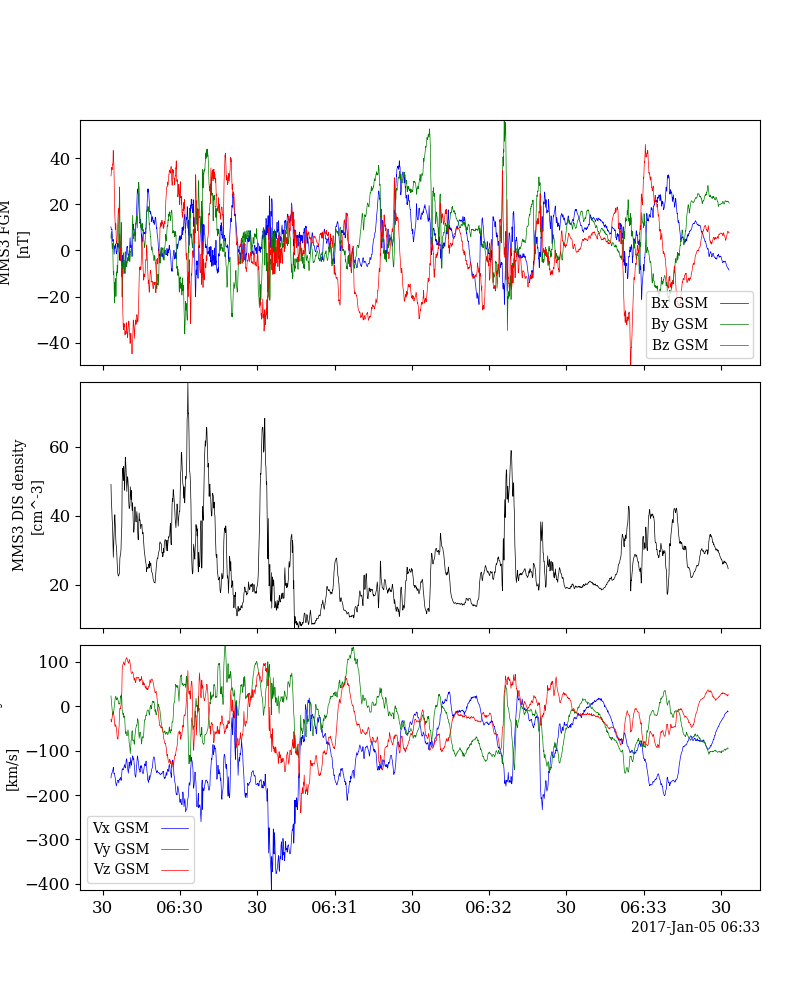 MMS3 FGM
[nT]
40
20
0
−20
−40
Bx GSM
By GSM
Bz GSM
MMS3 DIS density
[cm^-3]
60
40
20
[km/s]
100
0
−100
−200
−300
−400
Vx GSM
Vy GSM
Vz GSM
30 06:30 30 06:31 30 06:32 30 06:33 30
2017-Jan-05 06:33